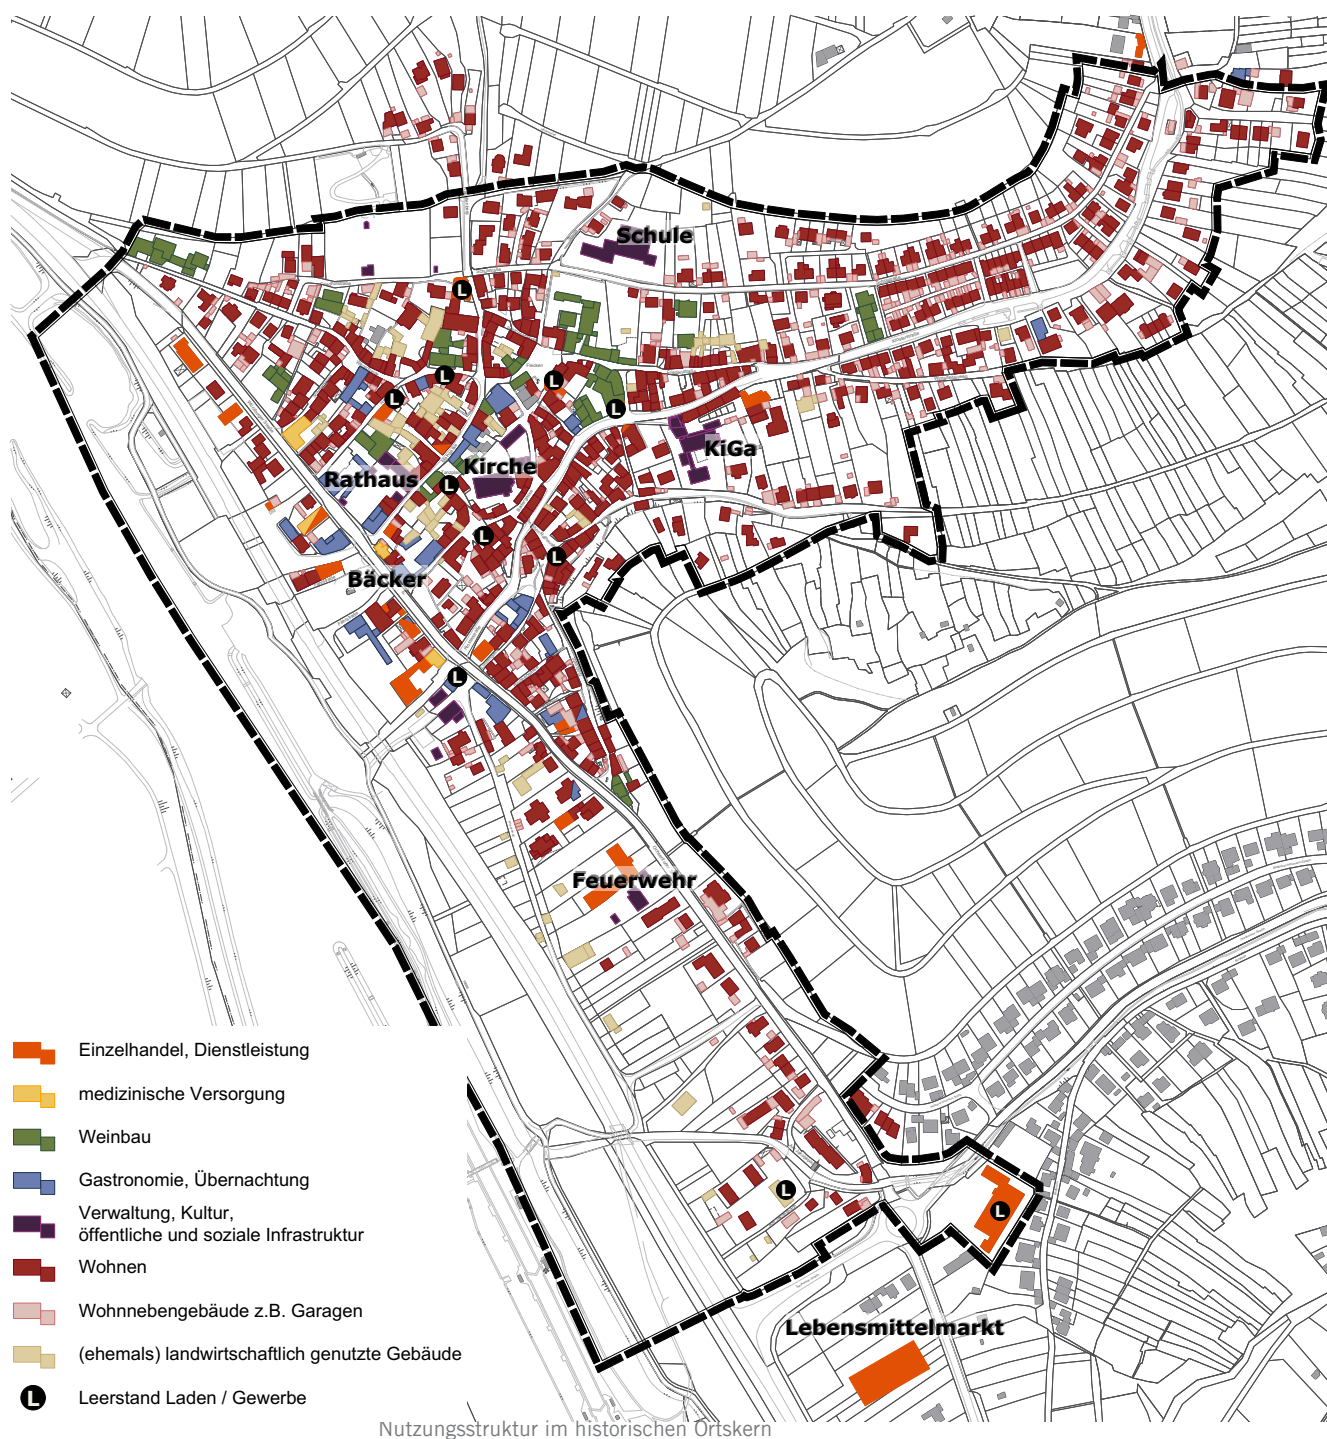 Schule
L
L
L
L
L
KiGa
Kirche
Rathaus
L
L
L
Bäcker
L
Feuerwehr
L
L
Lebensmittelmarkt
Einzelhandel, Dienstleistung
medizinische Versorgung
Weinbau
Gastronomie, Übernachtung
Verwaltung, Kultur,
öffentliche und soziale Infrastruktur
Wohnen
Wohnnebengebäude z.B. Garagen
(ehemals) landwirtschaftlich genutzte Gebäude
L Leerstand Laden / Gewerbe
Nutzungsstruktur im historischen Ortskern